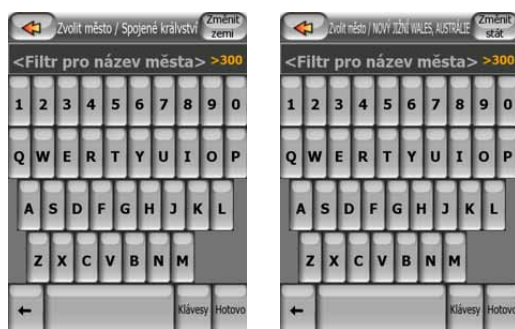 Zvolit město / Spojené království
Změnit
zemi
<Filtr pro název města> >300
1 2 3 4 5 6 7 8 9 0
Q W E R T Y U I O P
A S D F G H J K L
Z X C V B N M
Klávesy Hotovo
Zvolit město / NOVÝ JIŽNÍ WALES, AUSTRÁLIE
Změnit
stát
<Filtr pro název města> >300
1 2 3 4 5 6 7 8 9 0
Q W E R T Y U I O P
A S D F G H J K L
Z X C V B N M
Klávesy Hotovo